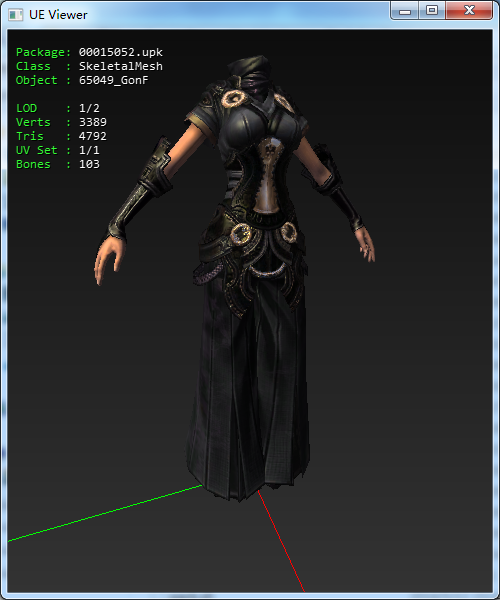 UE Viewer
Package: 00015052.upk
Class : SkeletalMesh
Object : 65049_GonF
LOD : 1/2
Verts : 3389
Tris : 4792
UV Set : 1/1
Bones : 103